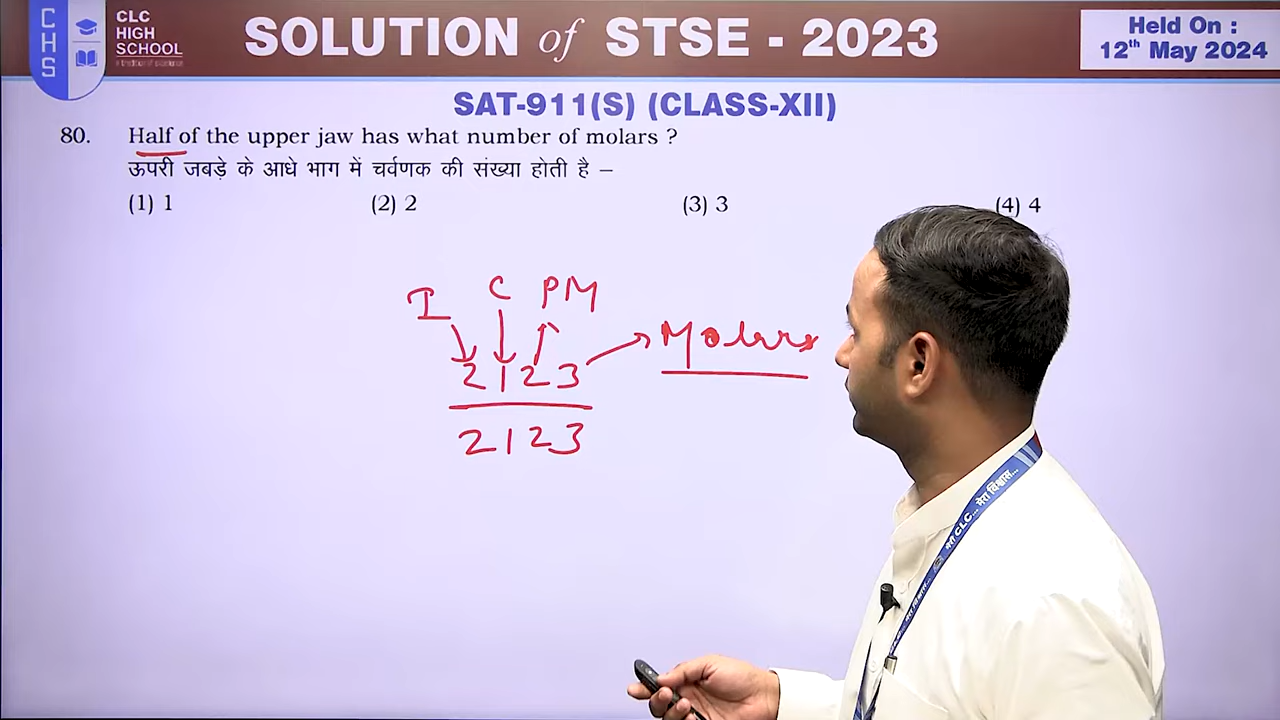 CHS
CLC
HIGH
SCHOOL
SOLUTION of STSE - 2023
Held On :
12th May 2024
SAT-911(S) (CLASS-XII)
80. Half of the upper jaw has what number of molars ?
ऊपरी जबड़े के आधे भाग में चर्वणक की संख्या होती है –
(1) 1 (2) 2 (3) 3 (4) 4
I C PM
2123 Molars
2123
मेरा CLC... मेरा विश्वास...